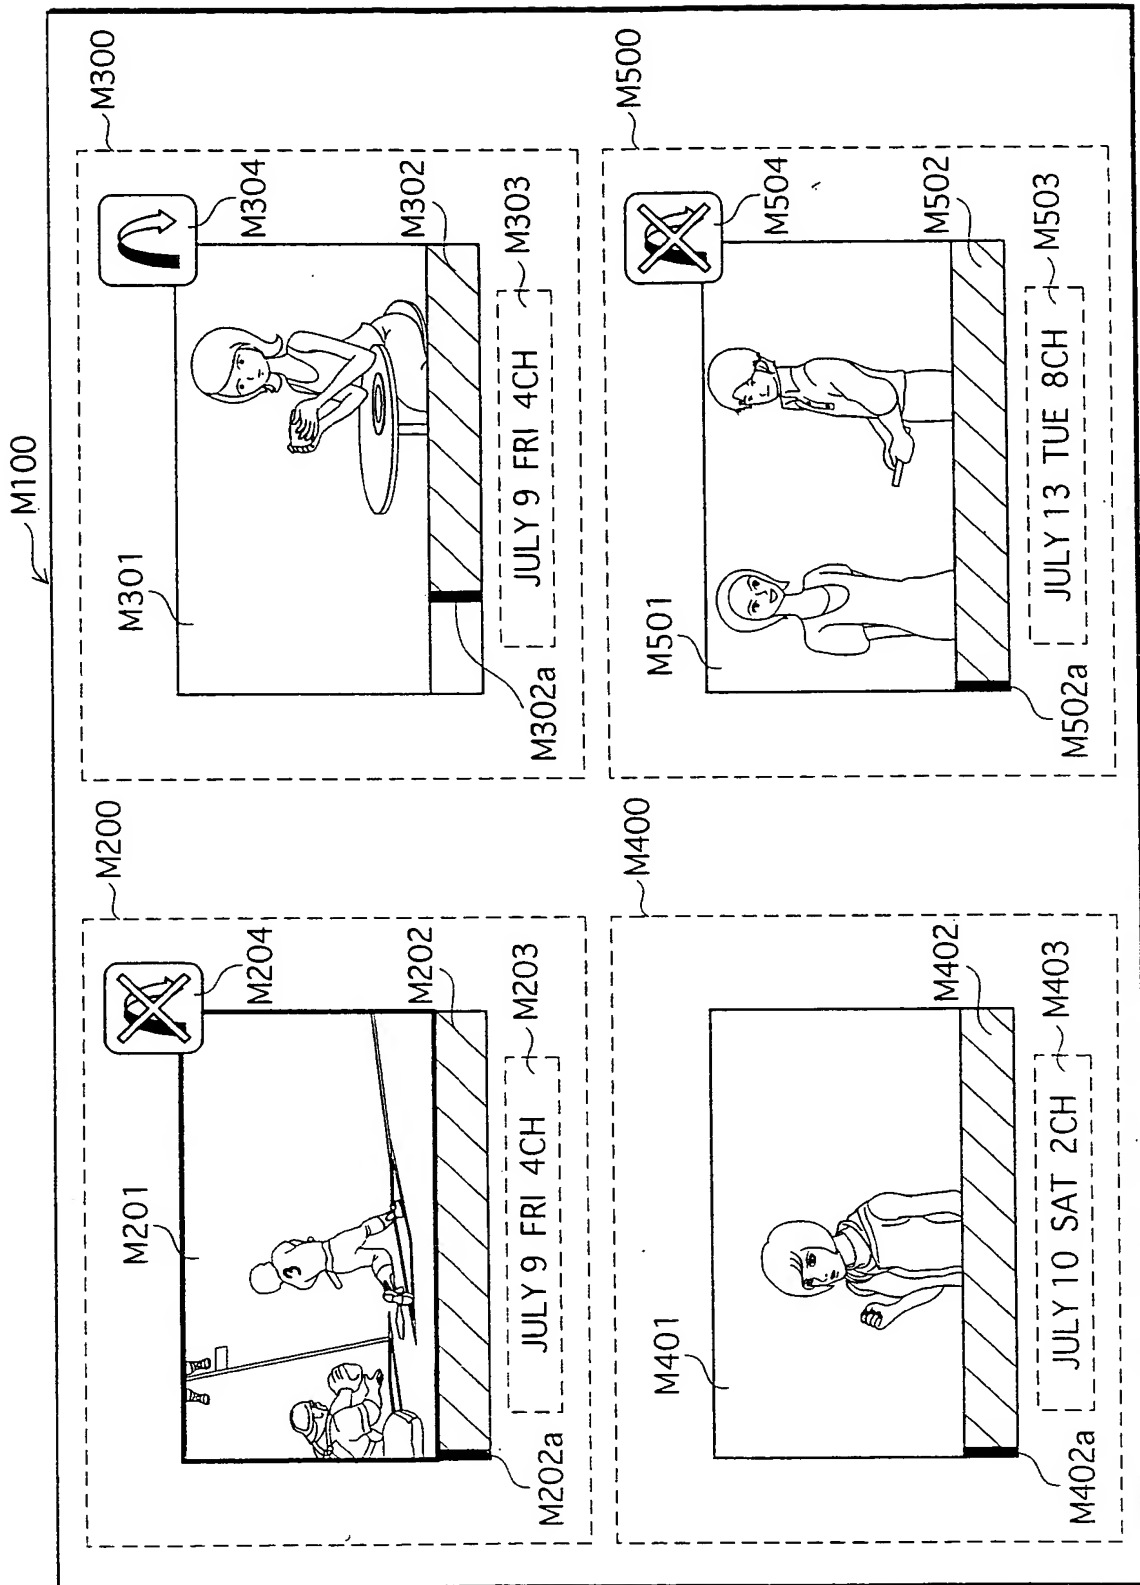 M100
M200
M300
M204
M304
M201
M301
M202
M302
M203
M303
JULY 9 FRI 4CH
JULY 9 FRI 4CH
M202a
M302a
3
M400
M500
M504
M401
M501
M402
M502
M403
M503
JULY 10 SAT 2CH
JULY 13 TUE 8CH
M402a
M502a